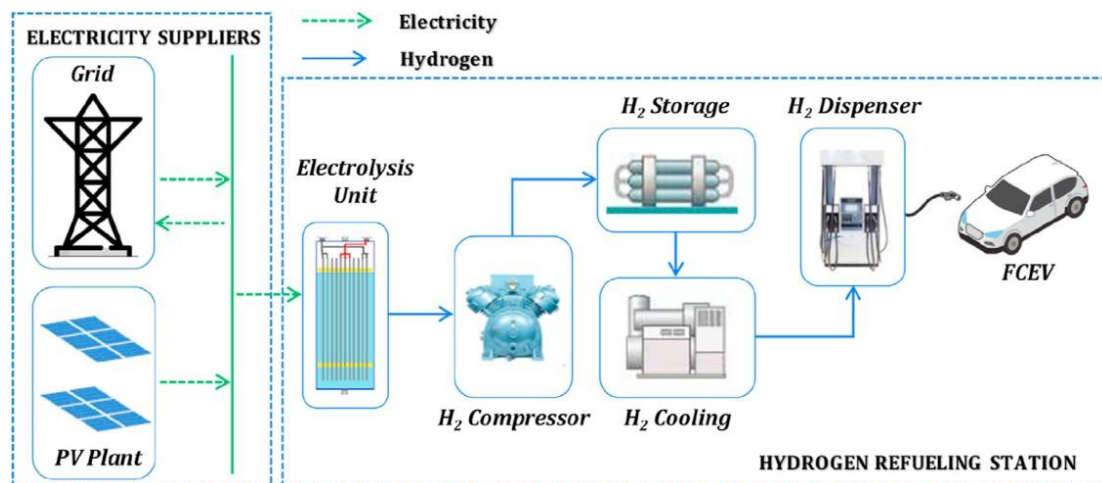 ELECTRICITY SUPPLIERS
Grid
PV Plant
Electricity
Hydrogen
Electrolysis
Unit
H₂ Compressor
H₂ Storage
H₂ Cooling
H₂ Dispenser
FCEV
HYDROGEN REFUELING STATION